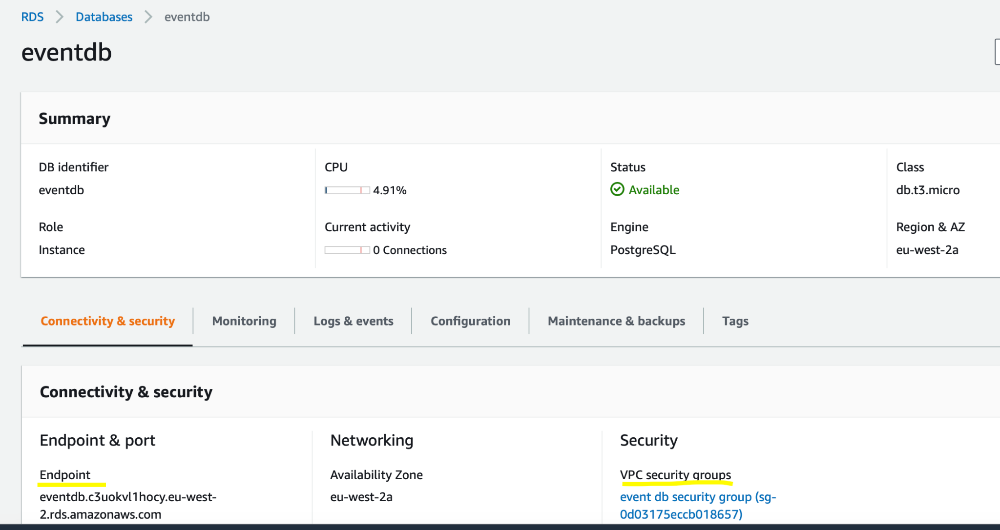 RDS > Databases > eventdb
eventdb
Summary
DB identifier
eventdb
CPU
4.91%
Status
Available
Class
db.t3.micro
Role
Instance
Current activity
0 Connections
Engine
PostgreSQL
Region & AZ
eu-west-2a
Connectivity & security
Monitoring
Logs & events
Configuration
Maintenance & backups
Tags
Connectivity & security
Endpoint & port
Endpoint
eventdb.c3uokvl1hocy.eu-west-
2.rds.amazonaws.com
Networking
Availability Zone
eu-west-2a
Security
VPC security groups
event db security group (sg-
0d03175eccb018657)